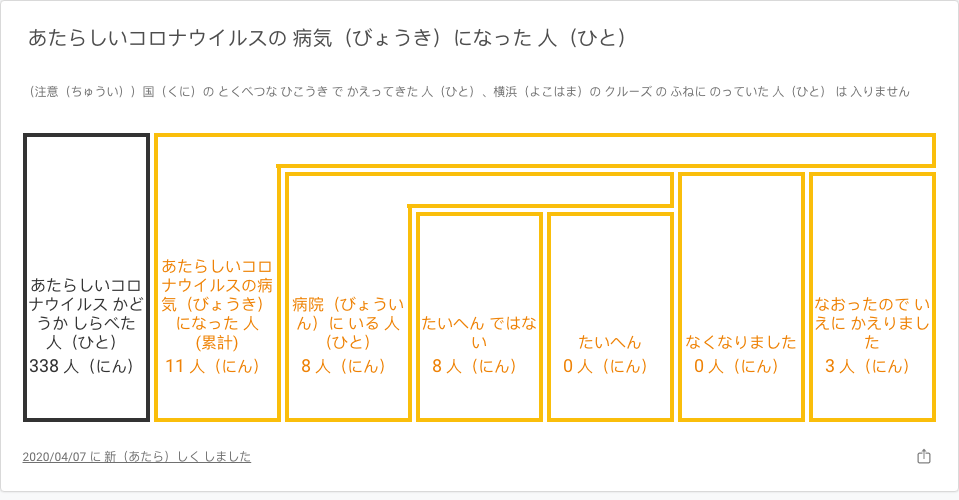 あたらしいコロナウイルスの 病気（びょうき）になった 人（ひと）
（注意（ちゅうい））国（くに）の とくべつな ひこうき で かえってきた 人（ひと）、横浜（よこはま）の クルーズ の ふねに のっていた 人（ひと） は 入りません
あたらしいコロ
ナウイルス かど
うか しらべた
人（ひと）
338 人（にん）
あたらしいコロ
ナウイルスの病
気（びょうき）
になった 人
(累計)
11 人（にん）
病院（びょうい
ん）に いる 人
（ひと）
8 人（にん）
たいへん ではな
い
8 人（にん）
たいへん
0 人（にん）
なくなりました
0 人（にん）
なおったので い
えに かえりまし
た
3 人（にん）
2020/04/07 に 新（あたら）しく しました